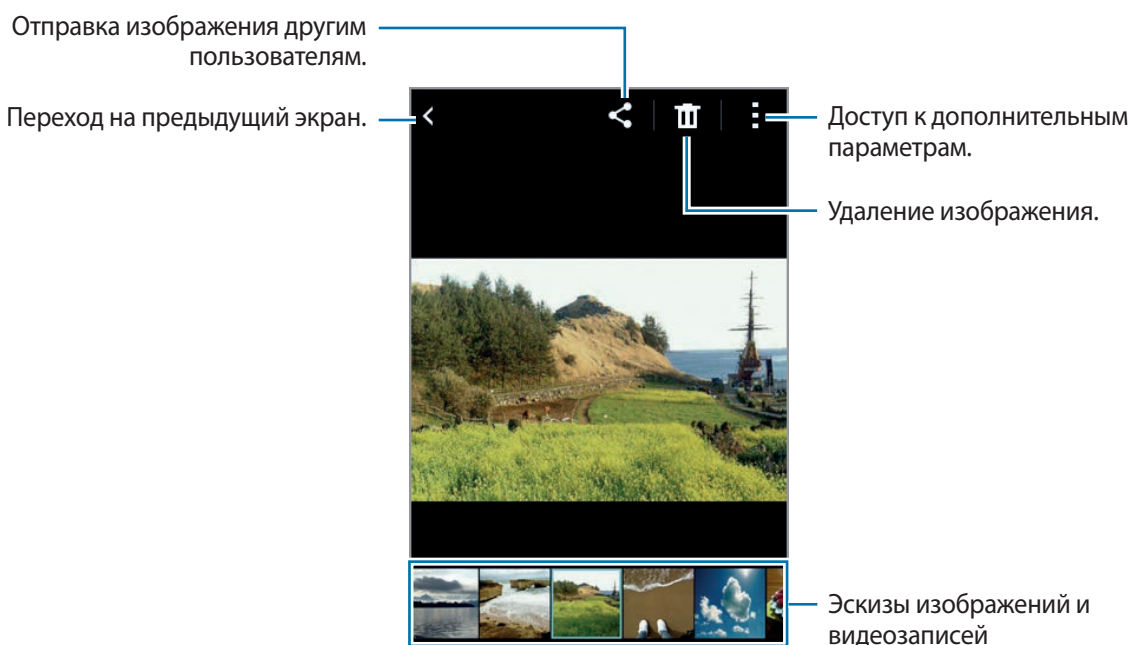 Отправка изображения другим
пользователям.
Переход на предыдущий экран.
Доступ к дополнительным
параметрам.
Удаление изображения.
Эскизы изображений и
видеозаписей